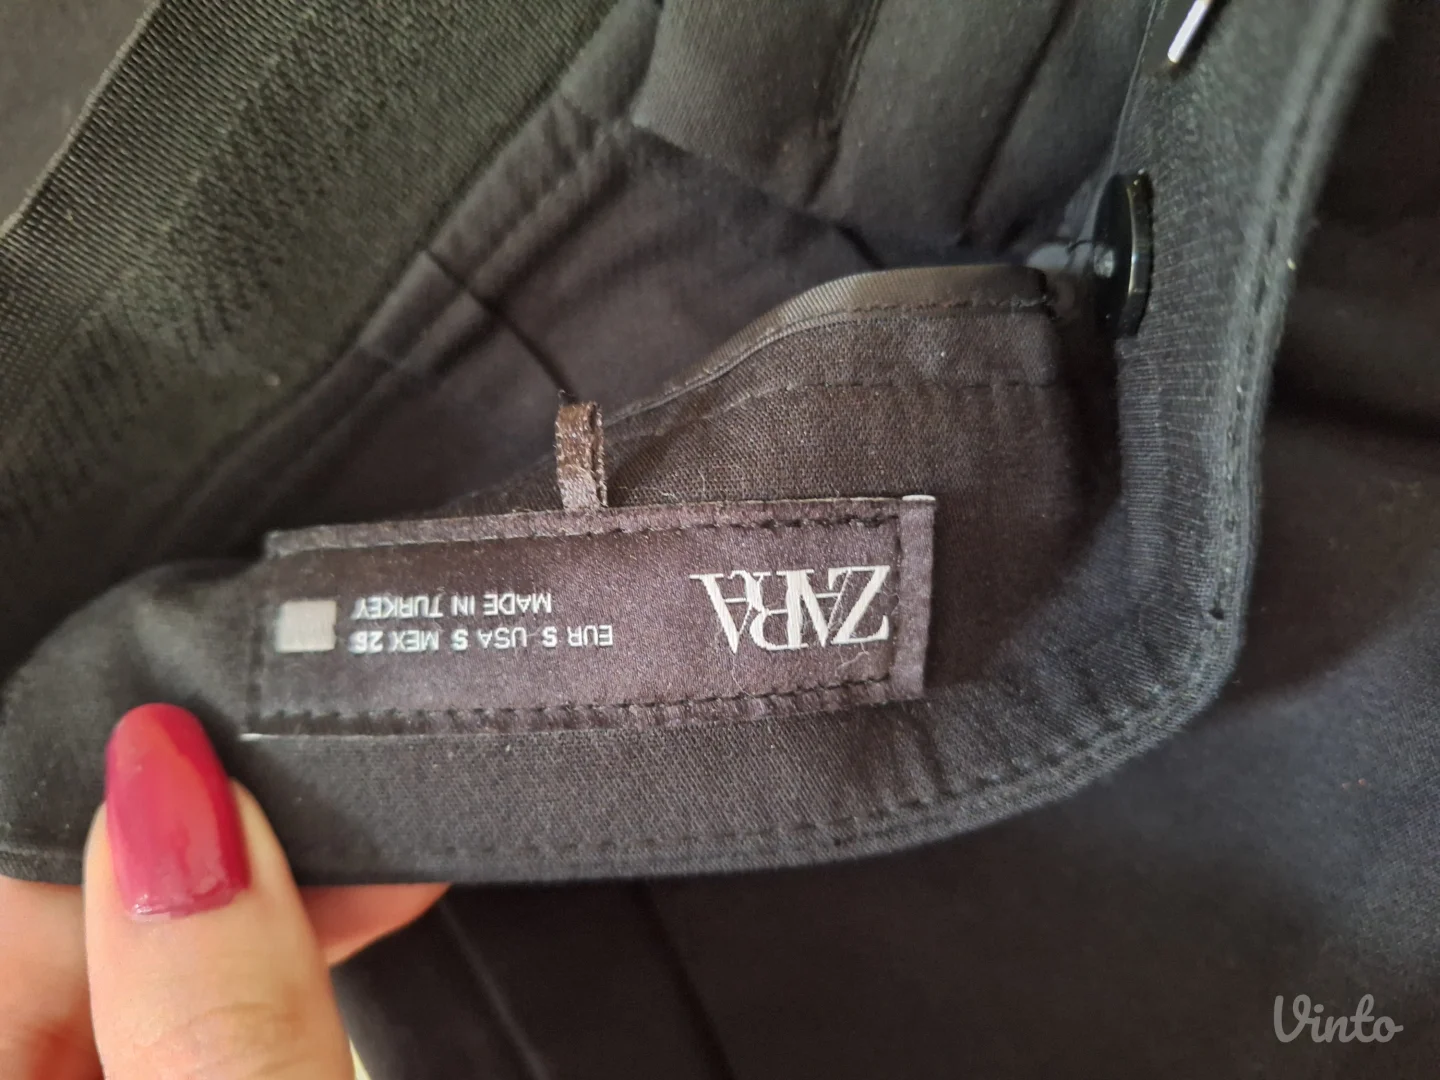 ZARA
EUR S USA S MEX 26
MADE IN TURKEY
Vinto